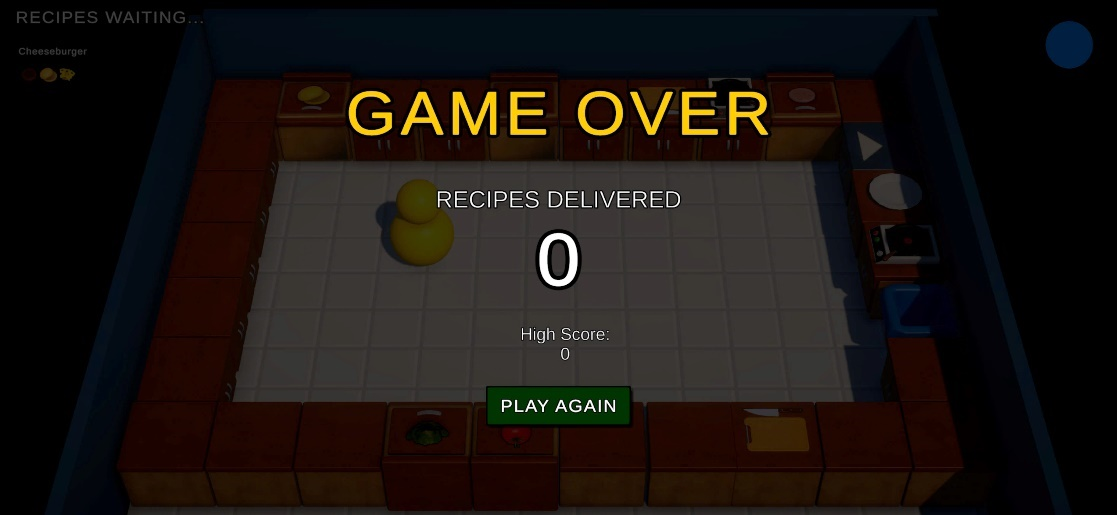 RECIPES WAITING...
Cheeseburger
GAME OVER
RECIPES DELIVERED
0
High Score:
0
PLAY AGAIN